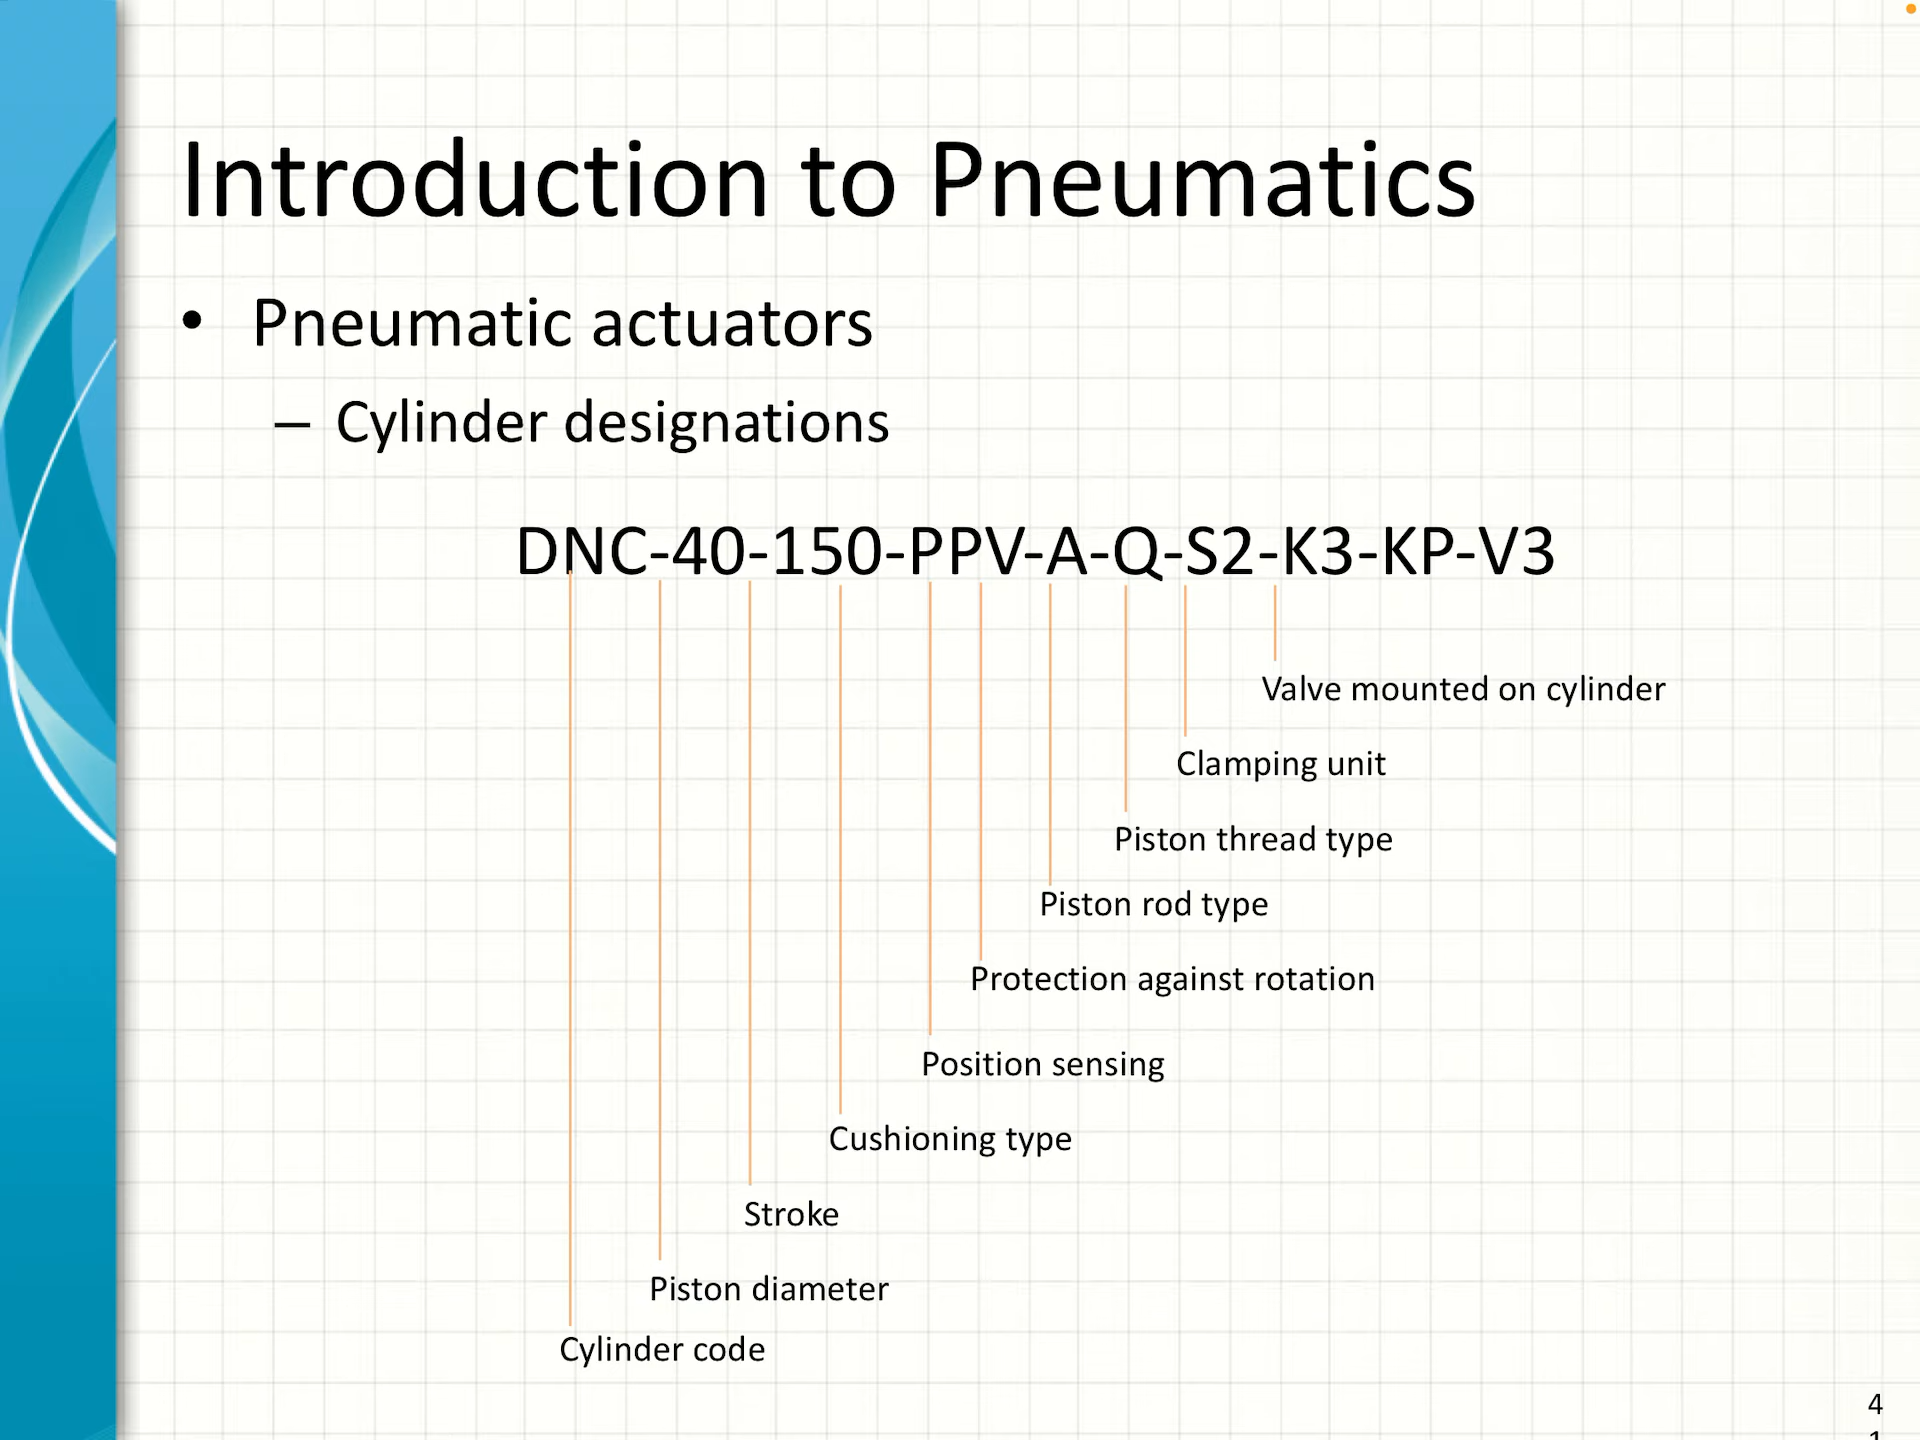 Introduction to Pneumatics
• Pneumatic actuators
– Cylinder designations
DNC-40-150-PPV-A-Q-S2-K3-KP-V3
Valve mounted on cylinder
Clamping unit
Piston thread type
Piston rod type
Protection against rotation
Position sensing
Cushioning type
Stroke
Piston diameter
Cylinder code
4